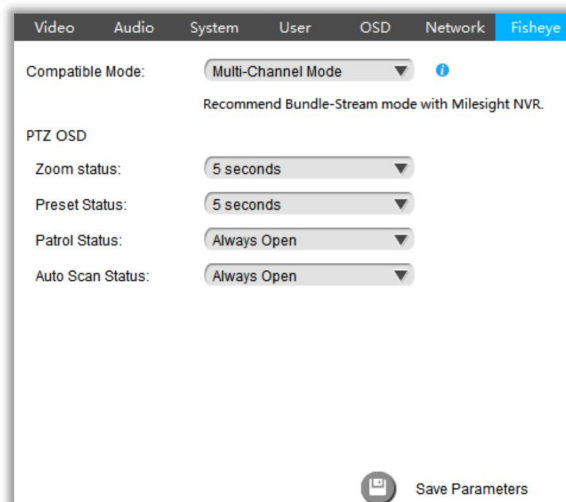 Video Audio System User OSD Network Fisheye
Compatible Mode: Multi-Channel Mode
Recommend Bundle-Stream mode with Milesight NVR.
PTZ OSD
Zoom status: 5 seconds
Preset Status: 5 seconds
Patrol Status: Always Open
Auto Scan Status: Always Open
Save Parameters